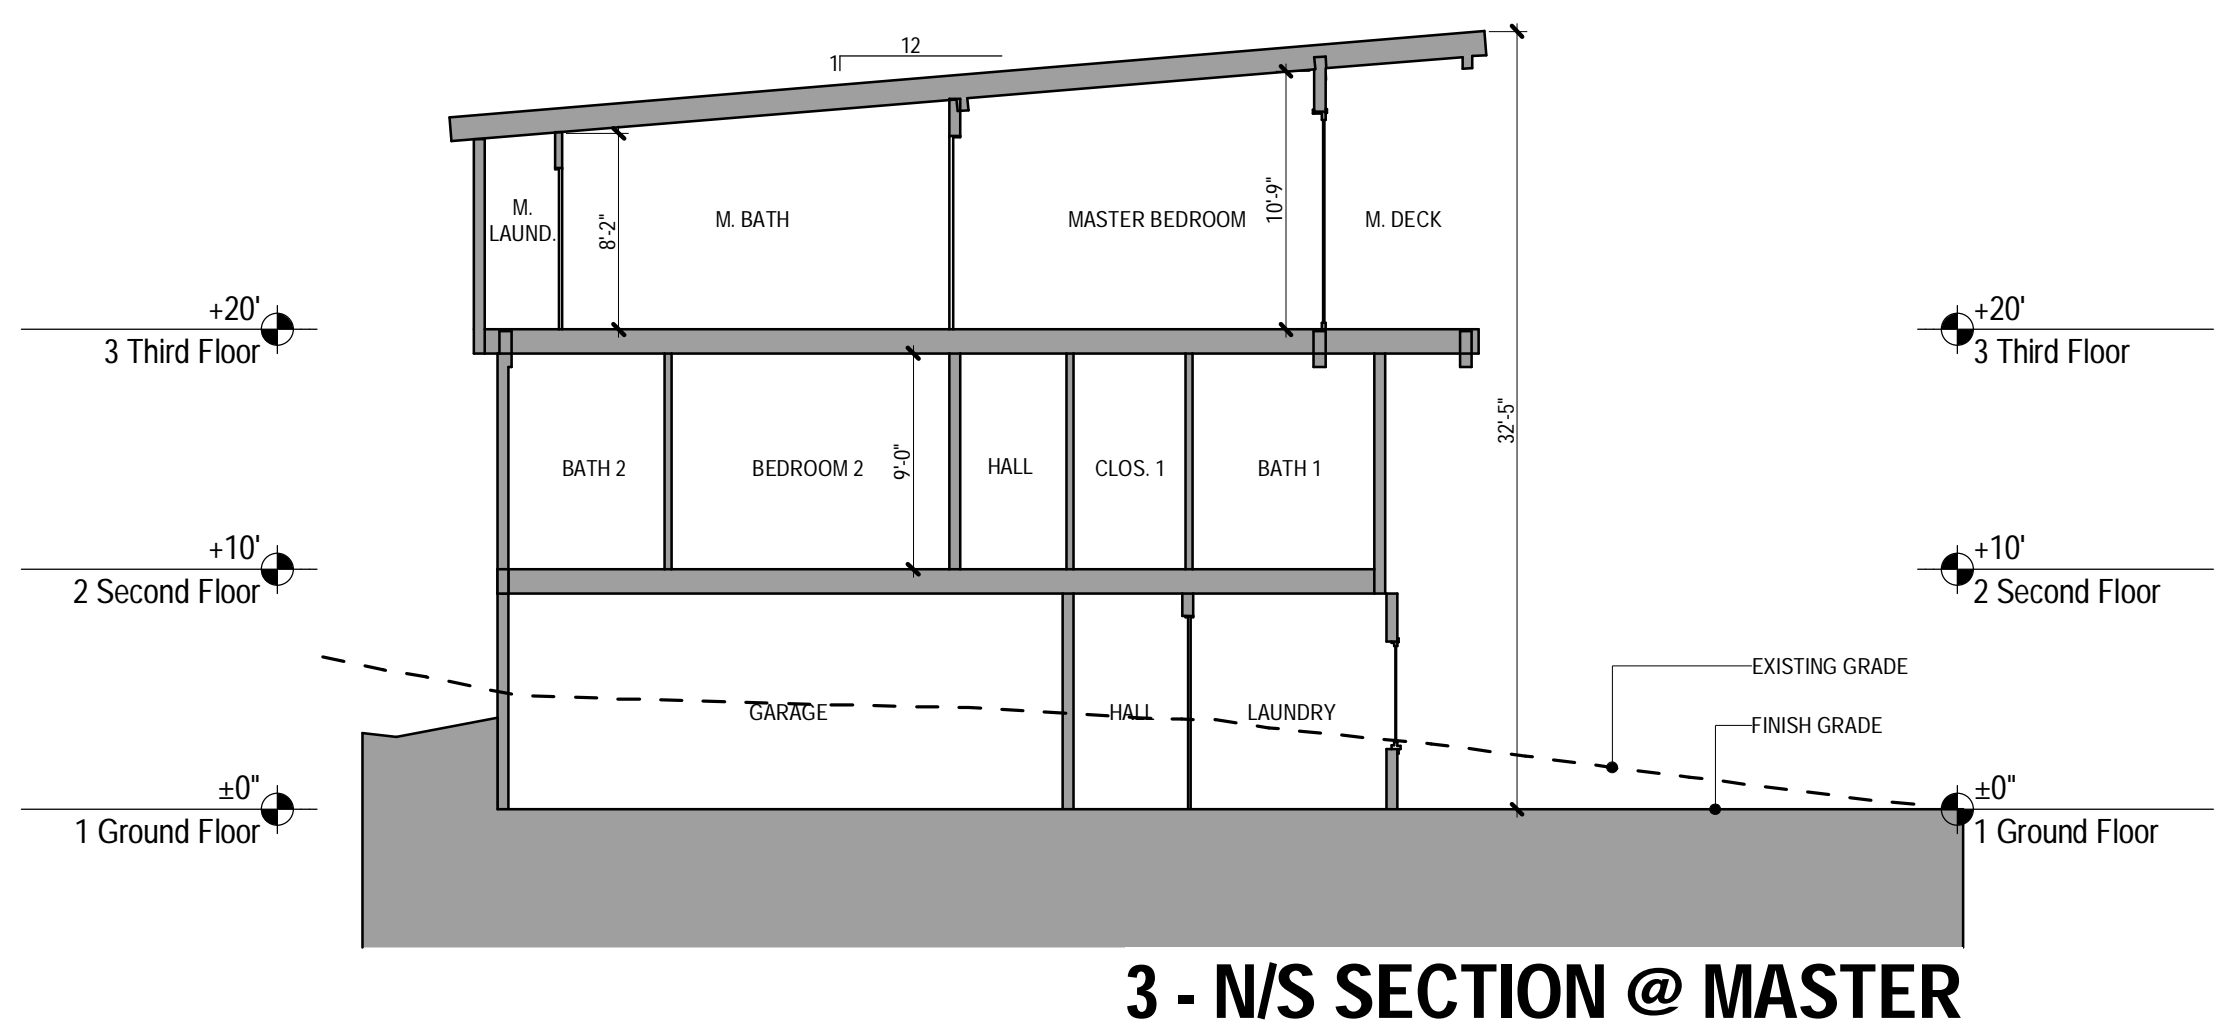 12
1
M.
LAUND.
8'-2"
M. BATH
MASTER BEDROOM
10'-9"
M. DECK
+20'
3 Third Floor
+20'
3 Third Floor
32'-5"
BATH 2
BEDROOM 2
9'-0"
HALL
CLOS. 1
BATH 1
+10'
2 Second Floor
+10'
2 Second Floor
EXISTING GRADE
GARAGE
HALL
LAUNDRY
FINISH GRADE
±0"
1 Ground Floor
±0"
1 Ground Floor
3 - N/S SECTION @ MASTER